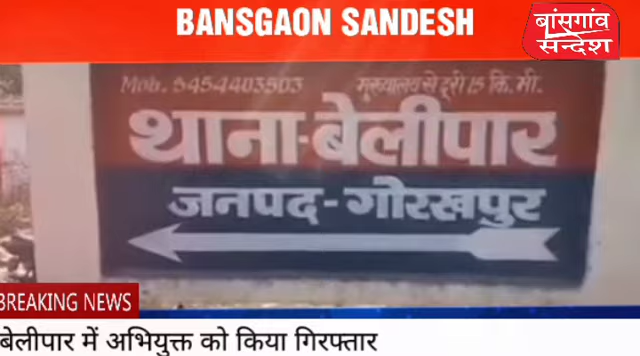 BANSGAON SANDESH
बांसगांव
सन्देश
Mob. 9454403503 मुख्यालय से दूरी 15 कि.मी.
थाना-बेलीपार
जनपद-गोरखपुर
BREAKING NEWS
बेलीपार में अभियुक्त को किया गिरफ्तार